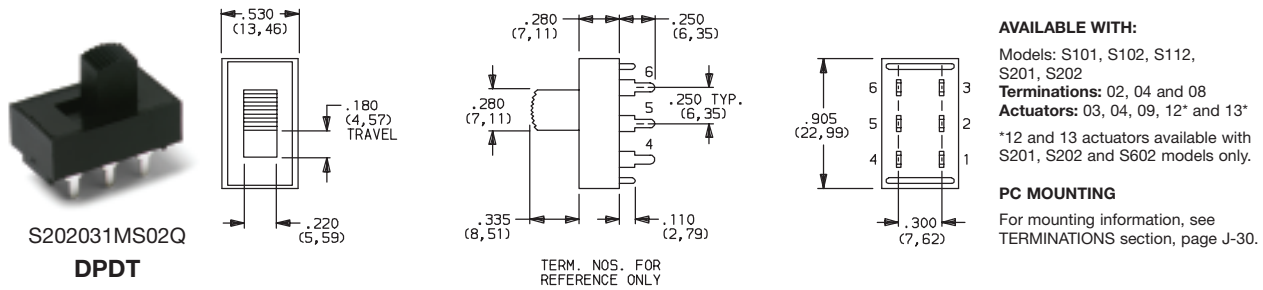 S202031MS02Q
DPDT
.530
(13,46)
.180
(4,57)
TRAVEL
.220
(5,59)
.280
(7,11)
.250
(6,35)
.280
(7,11)
6
5
4
.250 TYP.
(6,35)
.335
(8,51)
.110
(2,79)
TERM. NOS. FOR
REFERENCE ONLY
.905
(22,99)
6
3
5
2
4
1
.300
(7,62)
AVAILABLE WITH:
Models: S101, S102, S112,
S201, S202
Terminations: 02, 04 and 08
Actuators: 03, 04, 09, 12* and 13*
*12 and 13 actuators available with
S201, S202 and S602 models only.
PC MOUNTING
For mounting information, see
TERMINATIONS section, page J-30.